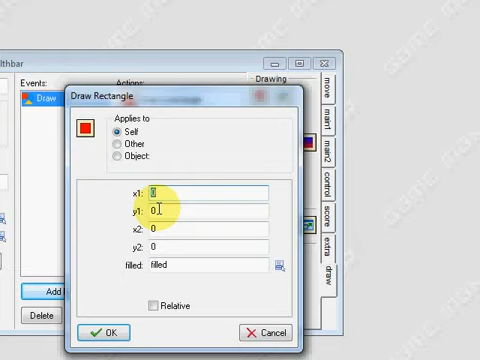 lthbar
Events:
Actions:
Drawing
Draw
Draw Rectangle
move
main1
main2
control
score
extra
draw
Applies to
Self
Other
Object:
x1: 0
y1: 0
x2: 0
y2: 0
filled: filled
Relative
Add
Delete
OK
Cancel